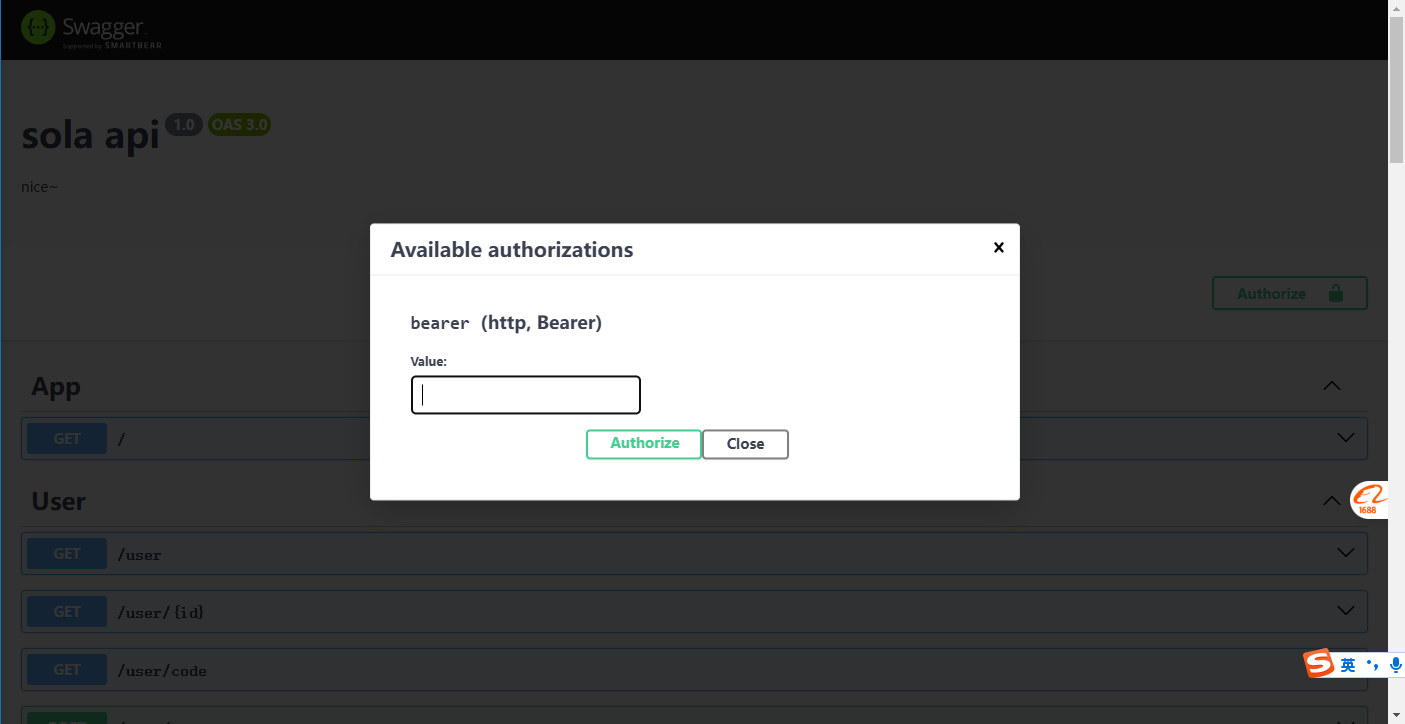 Swagger
Supported by SMARTBEAR
sola api 1.0 OAS 3.0
nice~
Available authorizations
Authorize
bearer (http, Bearer)
Value:
Authorize Close
App
GET /
User
GET /user
GET /user/{id}
GET /user/code
1688
英